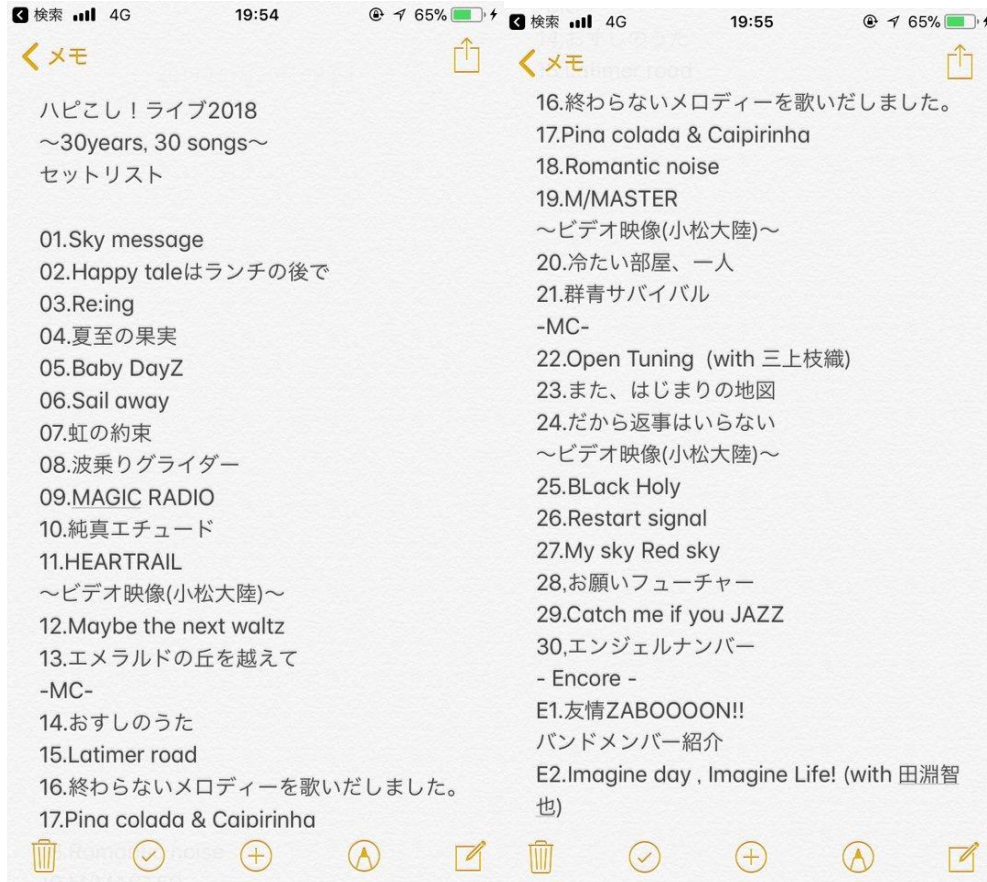 検索 4G 19:54 65%
メモ
ハピこし！ライブ2018
〜30years, 30 songs〜
セットリスト
01.Sky message
02.Happy taleはランチの後で
03.Re:ing
04.夏至の果実
05.Baby DayZ
06.Sail away
07.虹の約束
08.波乗りグライダー
09.MAGIC RADIO
10.純真エチュード
11.HEARTRAIL
〜ビデオ映像(小松大陸)〜
12.Maybe the next waltz
13.エメラルドの丘を越えて
-MC-
14.おすしのうた
15.Latimer road
16.終わらないメロディーを歌いだしました。
17.Pina colada & Caipirinha
検索 4G 19:55 65%
メモ
16.終わらないメロディーを歌いだしました。
17.Pina colada & Caipirinha
18.Romantic noise
19.M/MASTER
〜ビデオ映像(小松大陸)〜
20.冷たい部屋、一人
21.群青サバイバル
-MC-
22.Open Tuning  (with 三上枝織)
23.また、はじまりの地図
24.だから返事はいらない
〜ビデオ映像(小松大陸)〜
25.BLack Holy
26.Restart signal
27.My sky Red sky
28,お願いフューチャー
29.Catch me if you JAZZ
30,エンジェルナンバー
- Encore -
E1.友情ZABOOOON!!
バンドメンバー紹介
E2.Imagine day , Imagine Life! (with 田淵智
也)